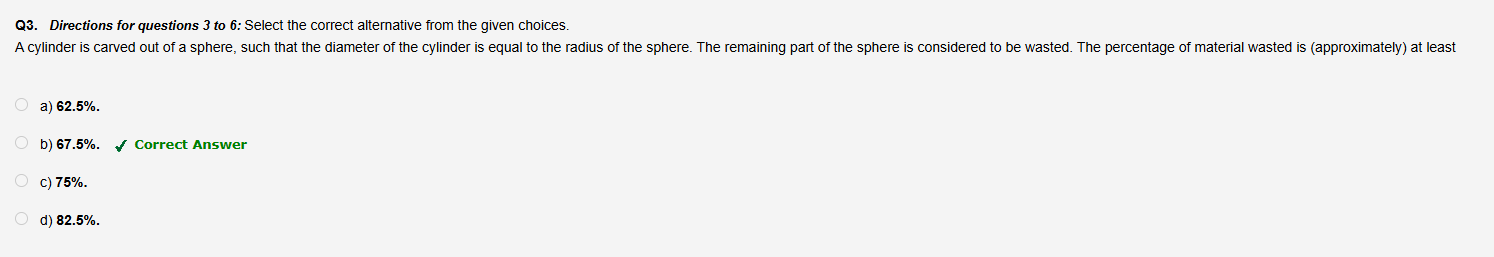 Q3. Directions for questions 3 to 6: Select the correct alternative from the given choices.
A cylinder is carved out of a sphere, such that the diameter of the cylinder is equal to the radius of the sphere. The remaining part of the sphere is considered to be wasted. The percentage of material wasted is (approximately) at least
a) 62.5%.
b) 67.5%. ✓ Correct Answer
c) 75%.
d) 82.5%.